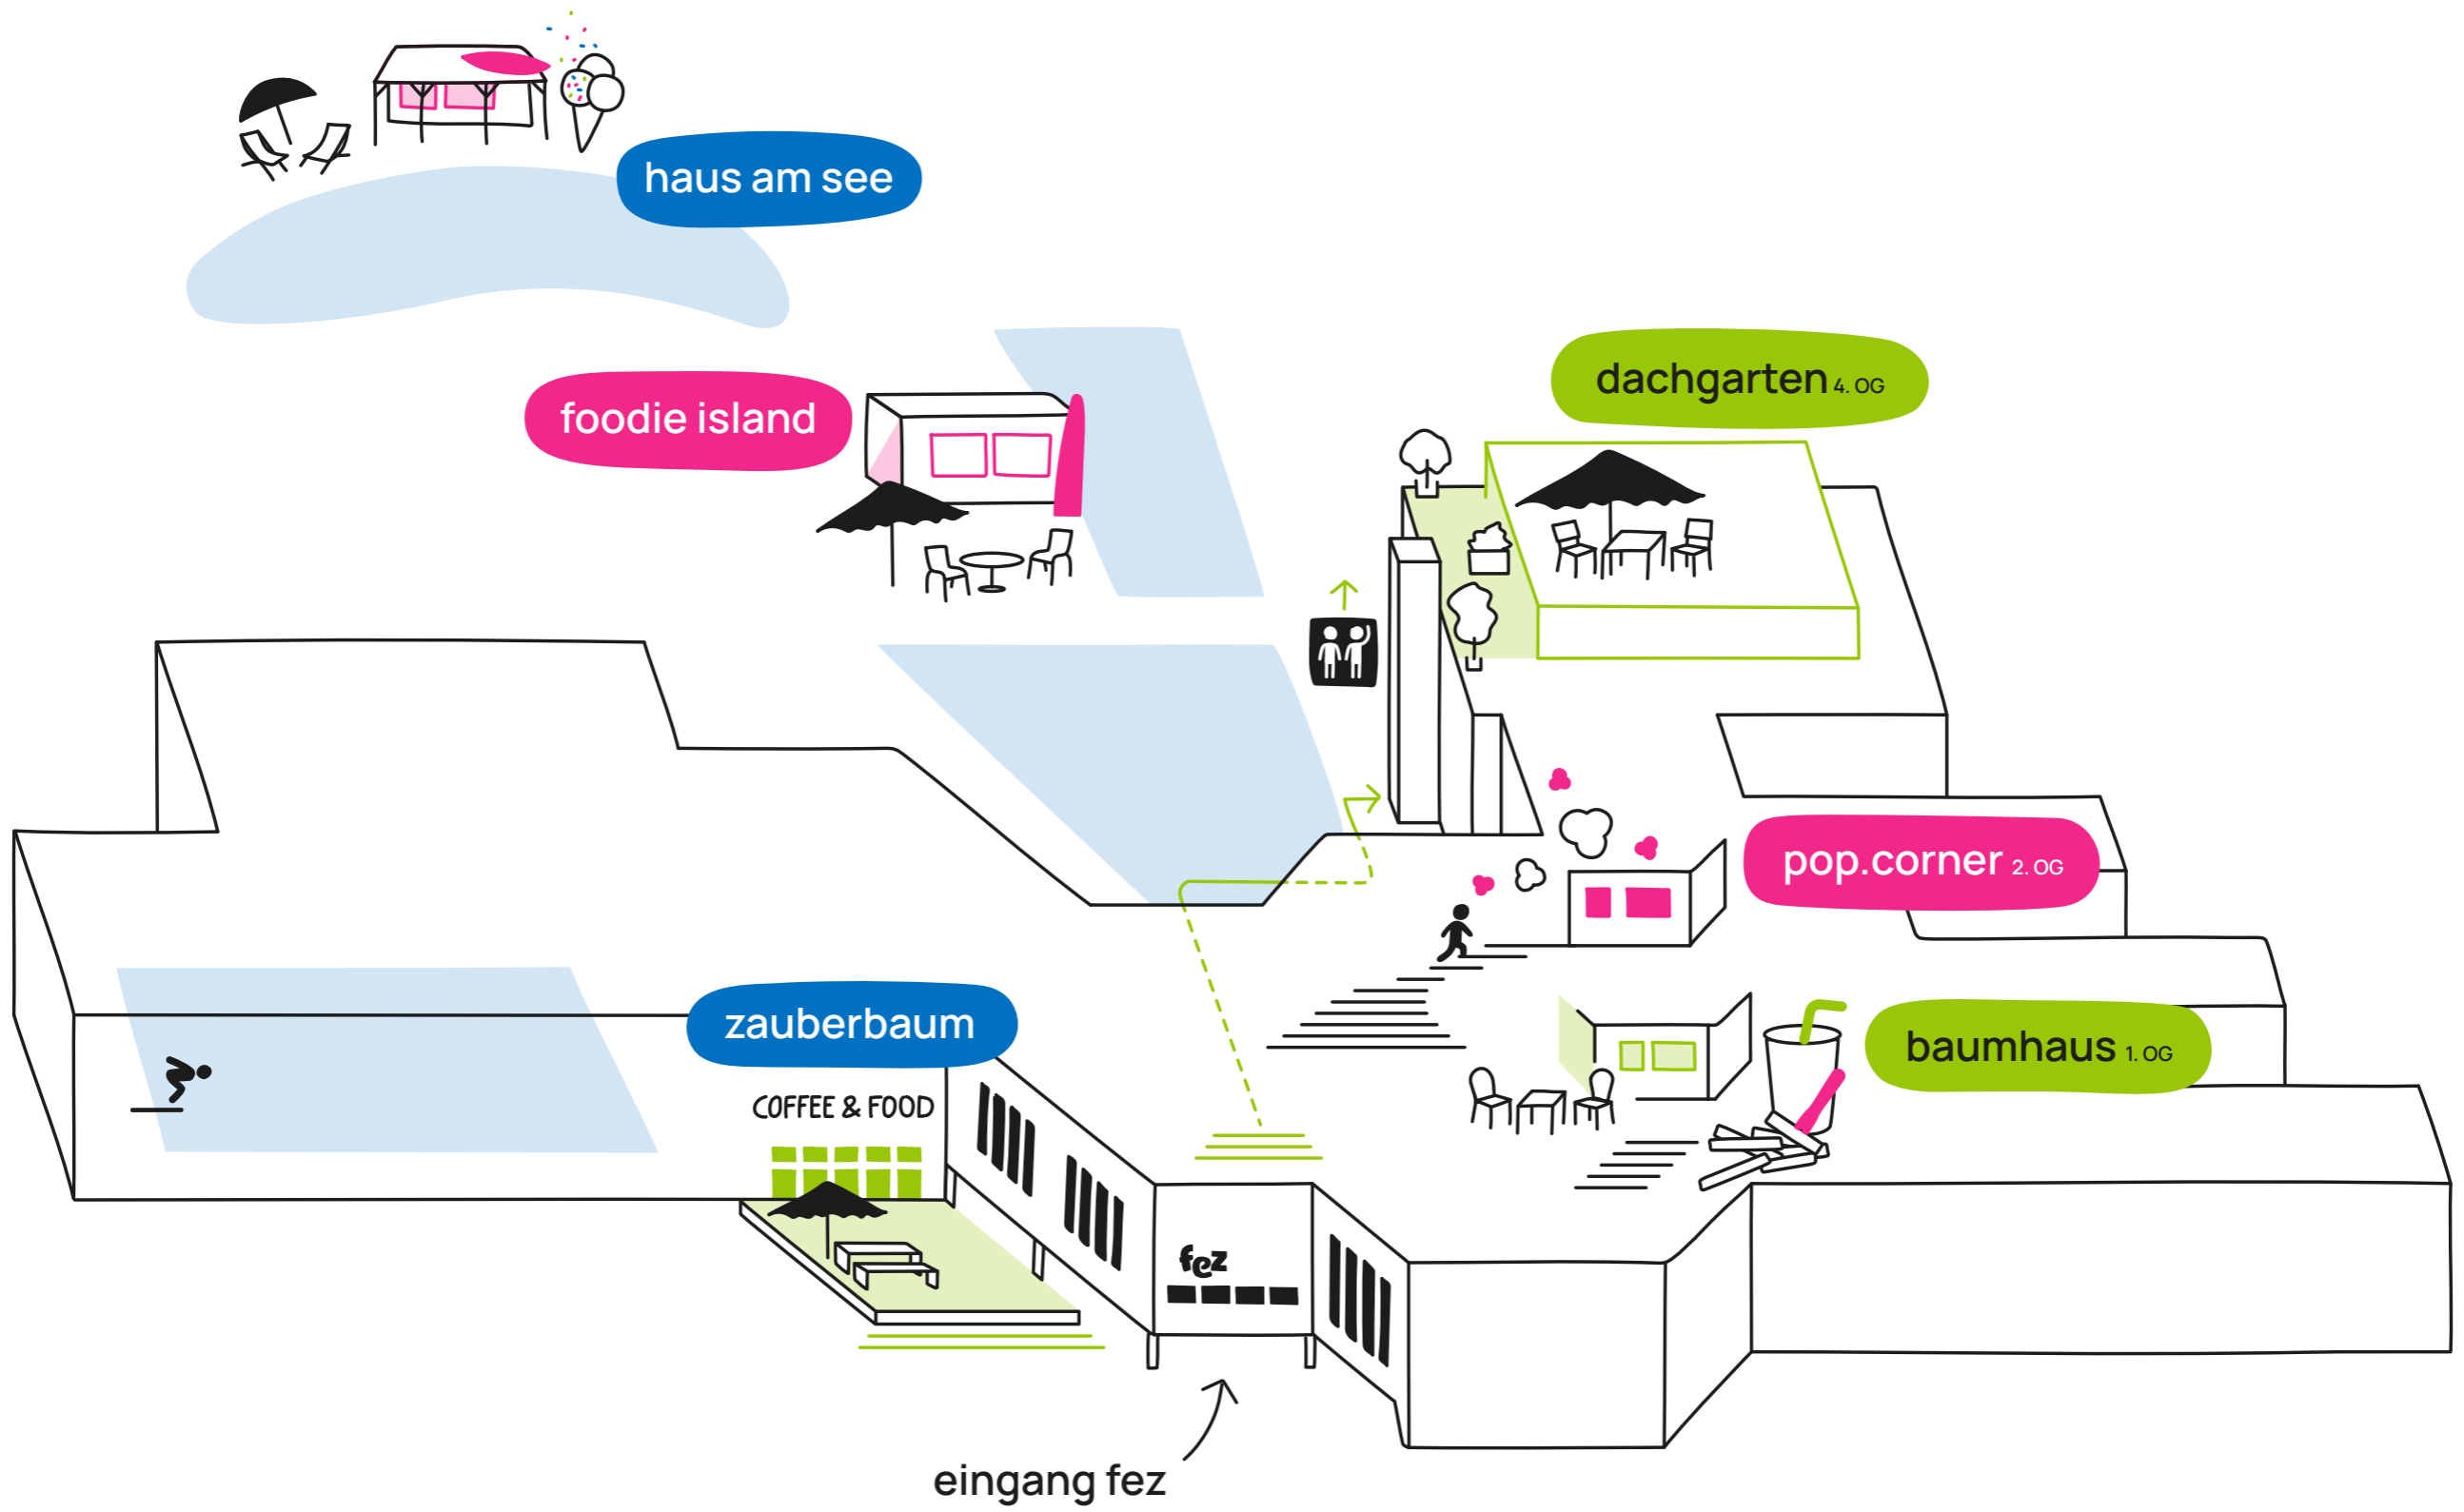 haus am see
foodie island
dachgarten 4. OG
pop.corner 2. OG
zauberbaum
baumhaus 1. OG
COFFEE & FOOD
fez
eingang fez